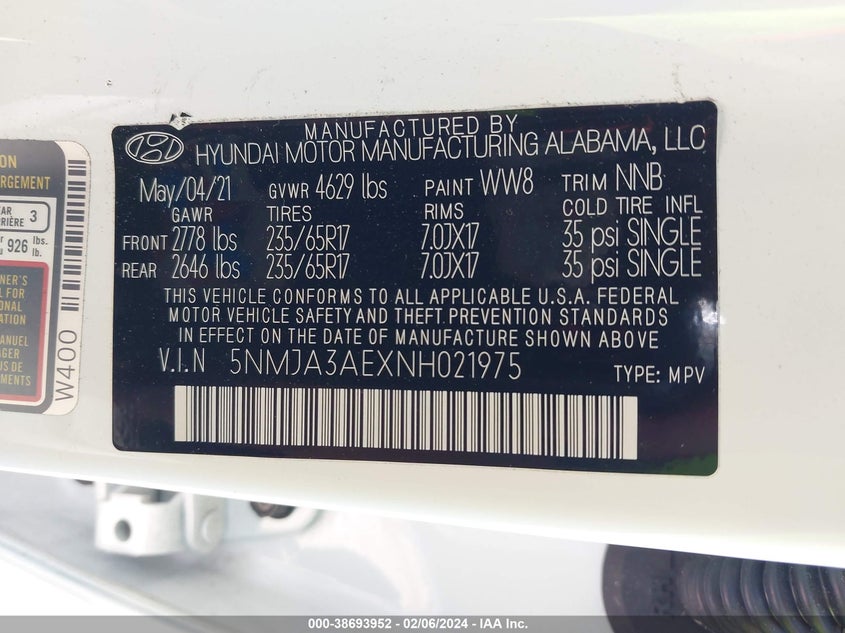 MANUFACTURED BY
HYUNDAI MOTOR MANUFACTURING ALABAMA, LLC
May/04/21 GVWR 4629 lbs PAINT WW8 TRIM NNB
GAWR TIRES RIMS COLD TIRE INFL
FRONT 2778 lbs 235/65R17 7.0JX17 35 psi SINGLE
REAR 2646 lbs 235/65R17 7.0JX17 35 psi SINGLE
THIS VEHICLE CONFORMS TO ALL APPLICABLE U.S.A. FEDERAL
MOTOR VEHICLE SAFETY AND THEFT PREVENTION STANDARDS
IN EFFECT ON THE DATE OF MANUFACTURE SHOWN ABOVE
V.I.N 5NMJA3AEXNH021975 TYPE: MPV
3
926 lbs.
lb.
W400
000-38693952 - 02/06/2024 - IAA Inc.